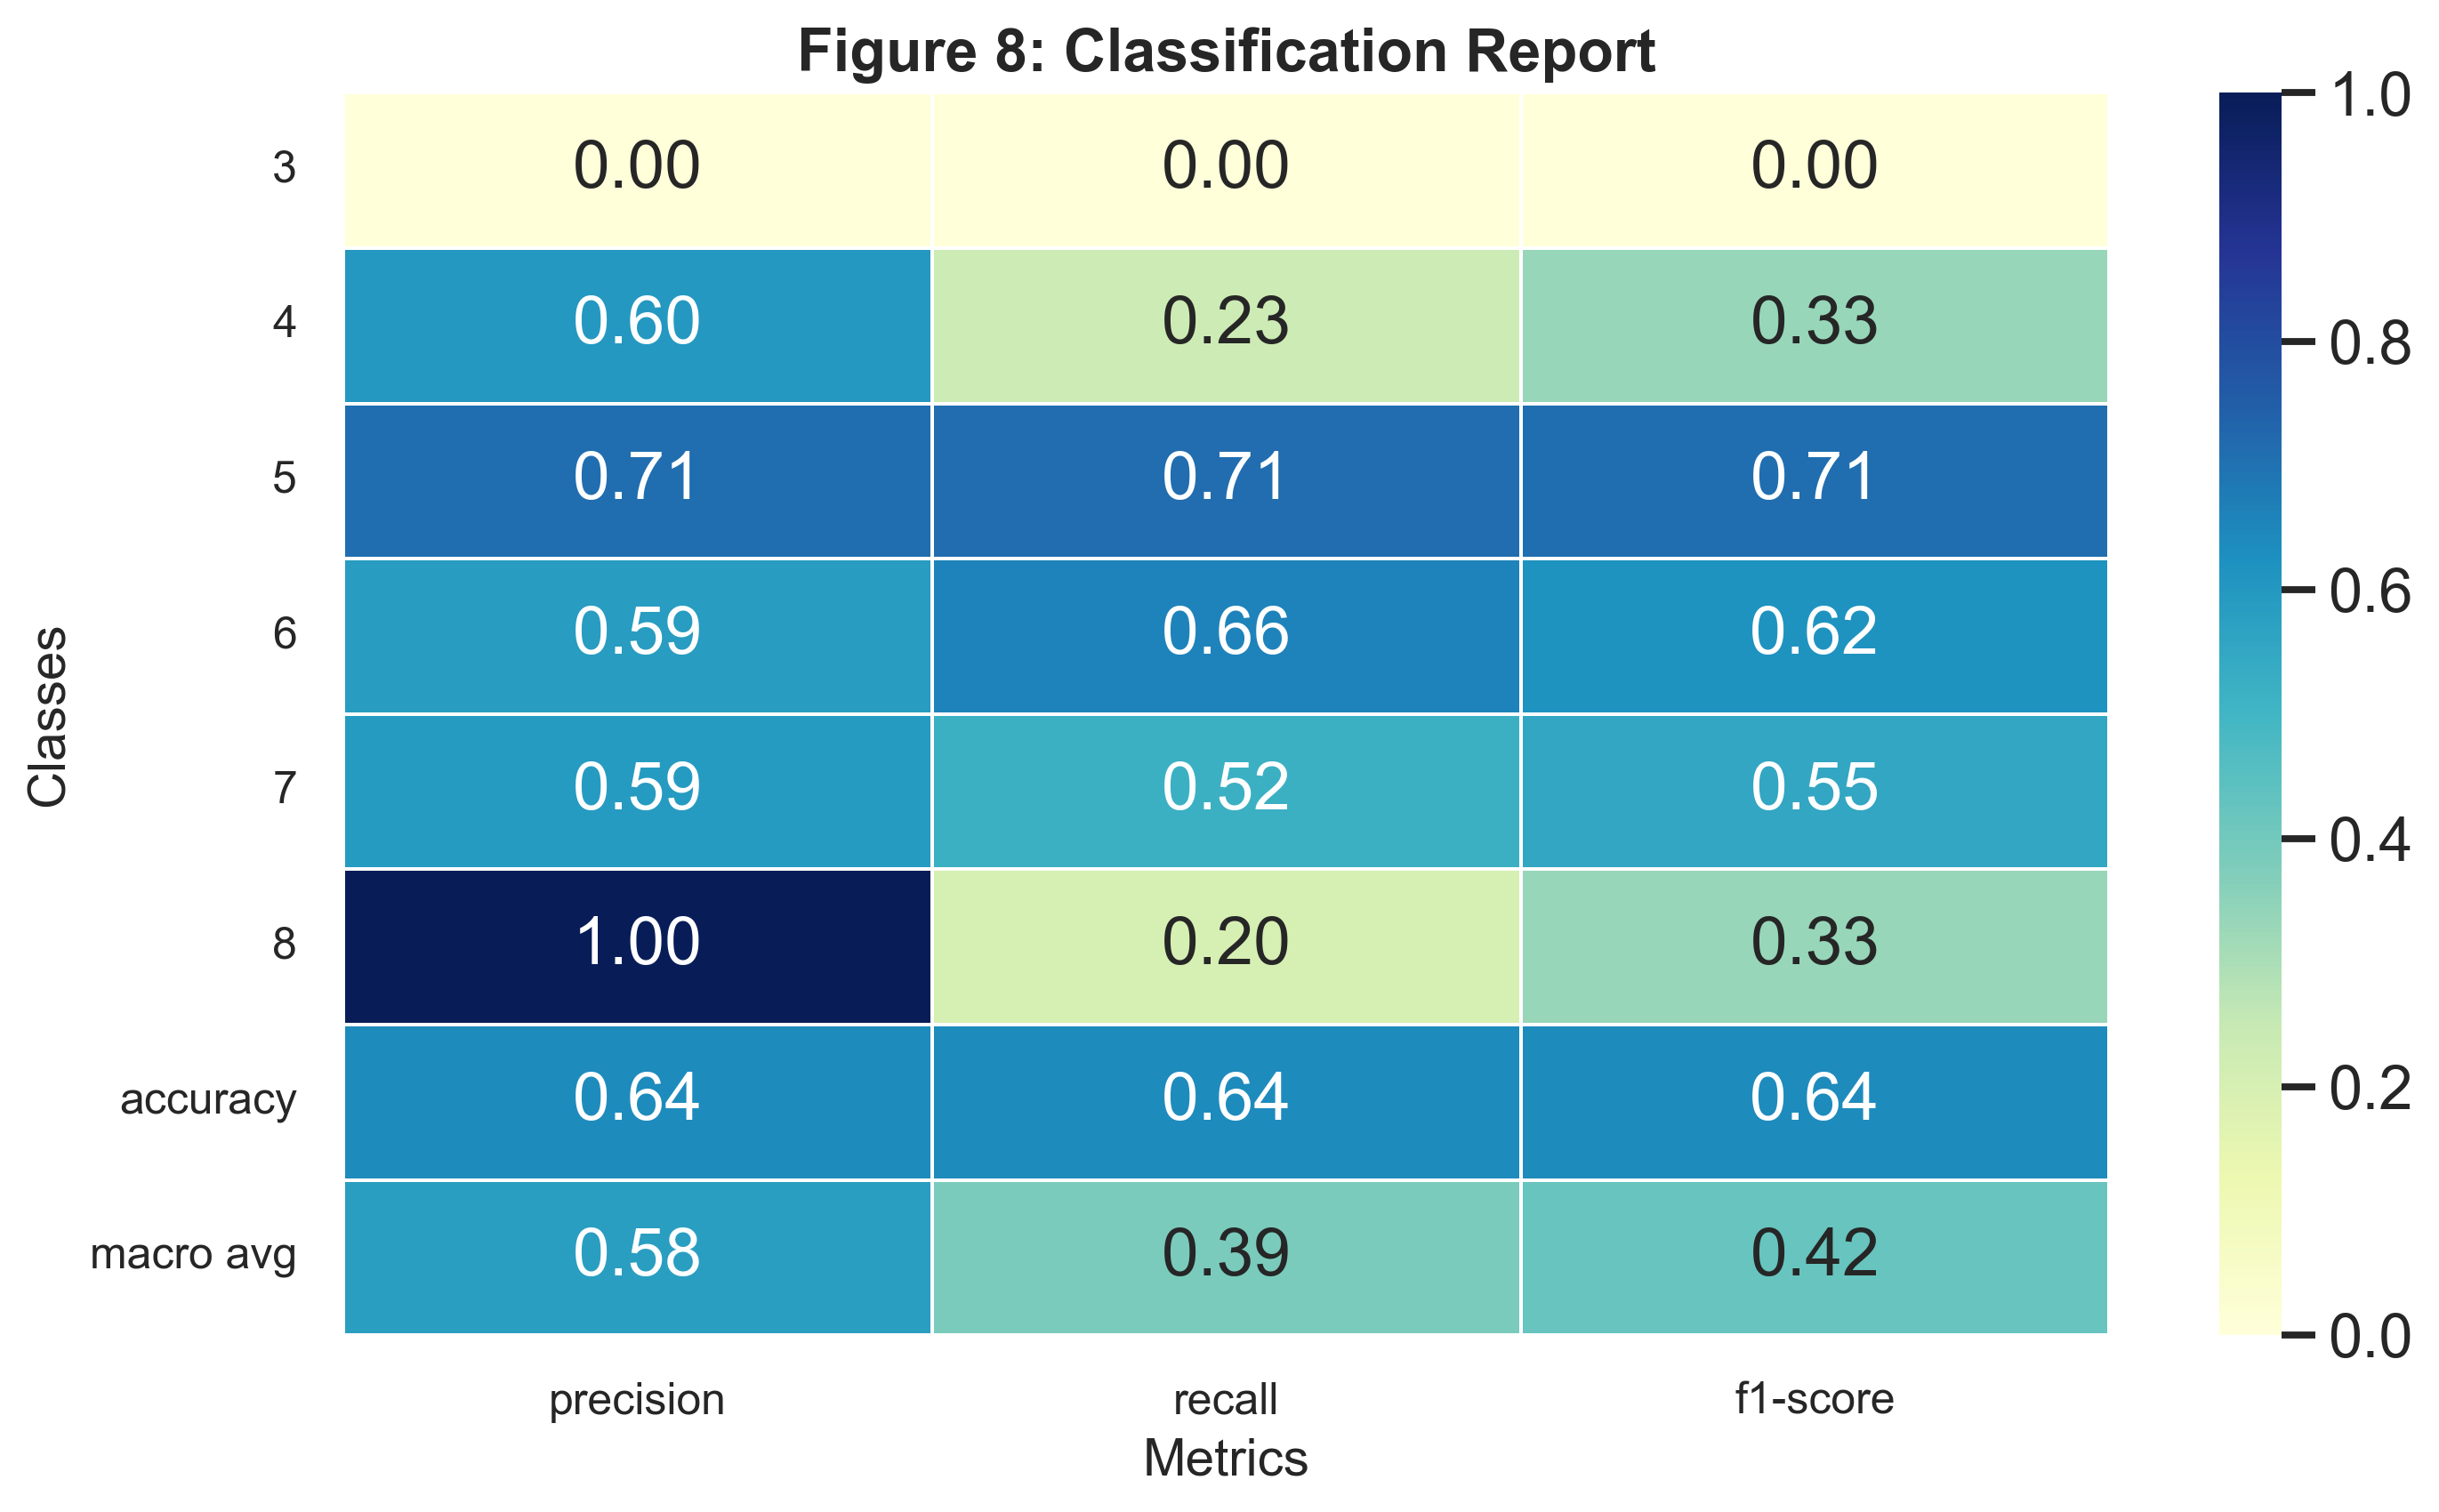 Figure 8: Classification Report
1.0
3 0.00 0.00 0.00
4 0.60 0.23 0.33
0.8
5 0.71 0.71 0.71
6 0.59 0.66 0.62
0.6
Classes
7 0.59 0.52 0.55
0.4
8 1.00 0.20 0.33
accuracy 0.64 0.64 0.64
0.2
macro avg 0.58 0.39 0.42
0.0
precision recall f1-score
Metrics